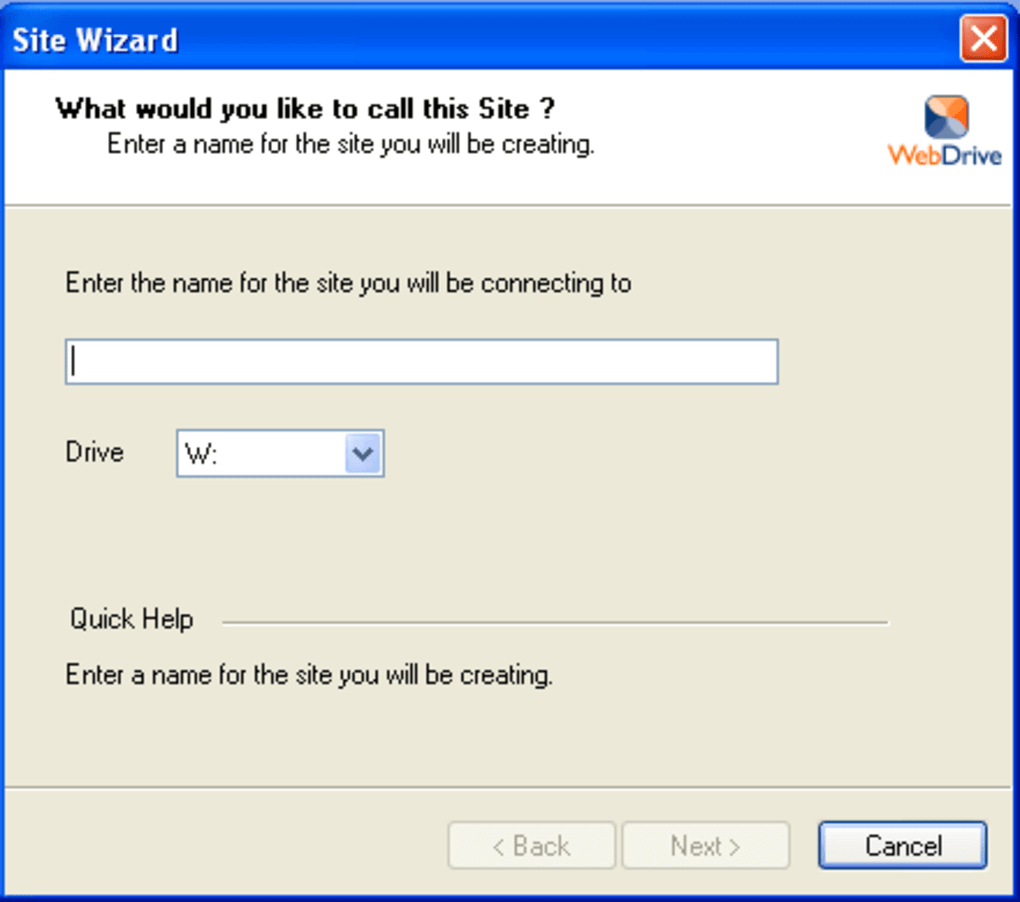 Site Wizard
What would you like to call this Site ?
Enter a name for the site you will be creating.
WebDrive
Enter the name for the site you will be connecting to
Drive W:
Quick Help
Enter a name for the site you will be creating.
< Back Next > Cancel